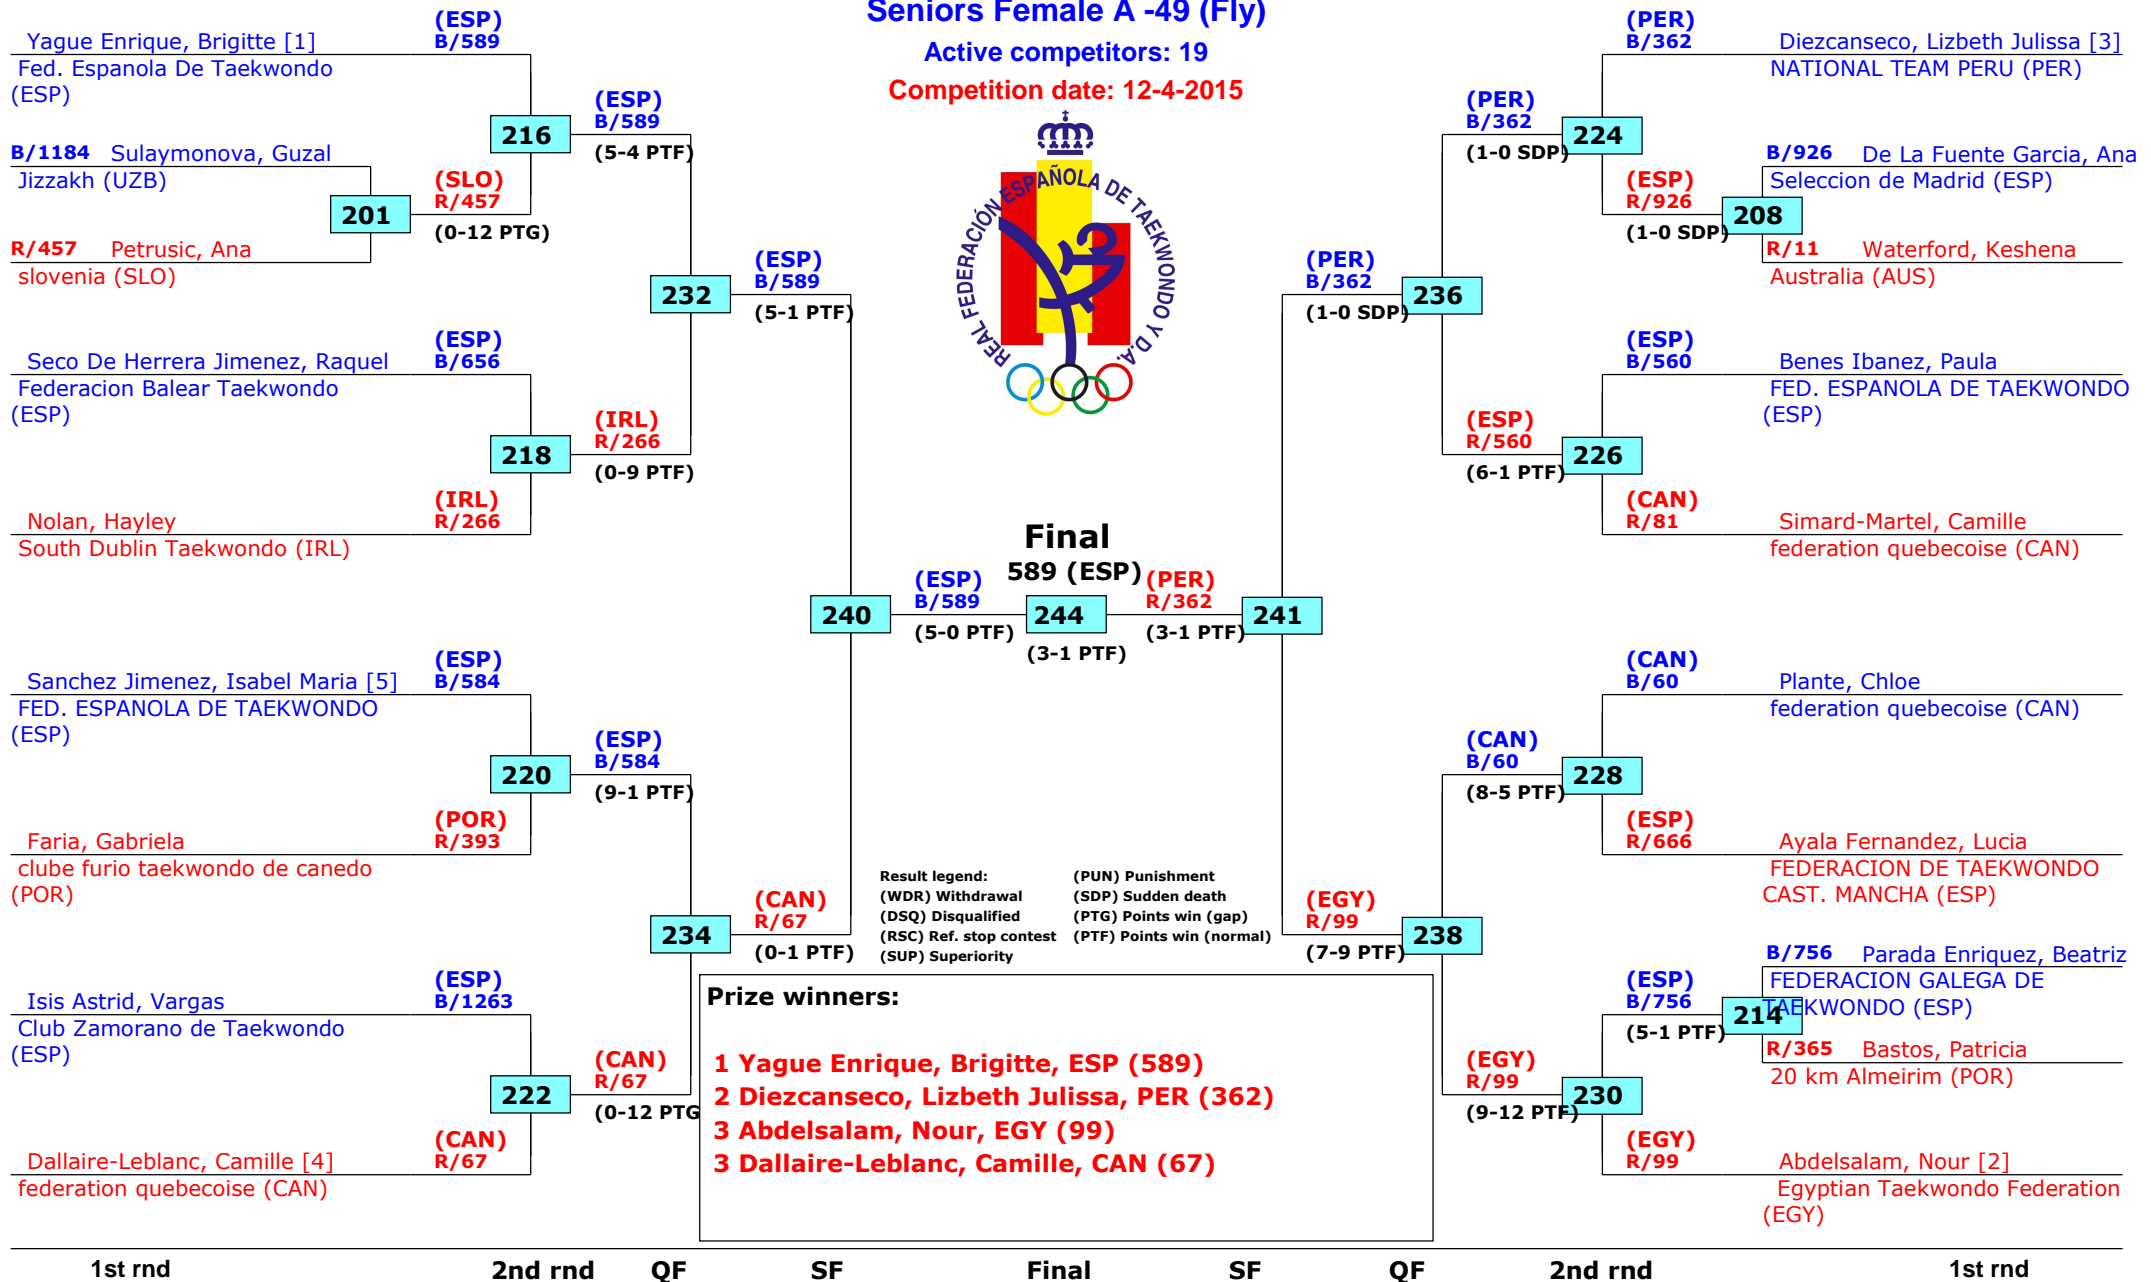 Seniors Female A -49 (Fly)
Active competitors: 19
Competition date: 12-4-2015
REAL FEDERACIÓN ESPAÑOLA DE TAEKWONDO Y D.A.
Yague Enrique, Brigitte [1]
Fed. Espanola De Taekwondo
(ESP)
(ESP)
B/589
B/1184 Sulaymonova, Guzal
Jizzakh (UZB)
201
R/457 Petrusic, Ana
slovenia (SLO)
(SLO)
R/457
(0-12 PTG)
216
(ESP)
B/589
(5-4 PTF)
Seco De Herrera Jimenez, Raquel
Federacion Balear Taekwondo
(ESP)
(ESP)
B/656
218
Nolan, Hayley
South Dublin Taekwondo (IRL)
(IRL)
R/266
(IRL)
R/266
(0-9 PTF)
232
(ESP)
B/589
(5-1 PTF)
Sanchez Jimenez, Isabel Maria [5]
FED. ESPANOLA DE TAEKWONDO
(ESP)
(ESP)
B/584
220
Faria, Gabriela
clube furio taekwondo de canedo
(POR)
(POR)
R/393
(ESP)
B/584
(9-1 PTF)
Isis Astrid, Vargas
Club Zamorano de Taekwondo
(ESP)
(ESP)
B/1263
222
Dallaire-Leblanc, Camille [4]
federation quebecoise (CAN)
(CAN)
R/67
(CAN)
R/67
(0-12 PTG
234
(CAN)
R/67
(0-1 PTF)
240
(ESP)
B/589
(5-0 PTF)
Final
589 (ESP)
244
(3-1 PTF)
(PER)
R/362
(3-1 PTF)
241
(PER)
B/362
(1-0 SDP)
236
(PER)
B/362
(1-0 SDP)
224
(PER)
B/362
Diezcanseco, Lizbeth Julissa [3]
NATIONAL TEAM PERU (PER)
(ESP)
R/926
(1-0 SDP)
208
B/926 De La Fuente Garcia, Ana
Seleccion de Madrid (ESP)
R/11 Waterford, Keshena
Australia (AUS)
(ESP)
R/560
(6-1 PTF)
226
(ESP)
B/560
Benes Ibanez, Paula
FED. ESPANOLA DE TAEKWONDO
(ESP)
(CAN)
R/81
Simard-Martel, Camille
federation quebecoise (CAN)
(EGY)
R/99
(7-9 PTF)
238
(CAN)
B/60
(8-5 PTF)
228
(CAN)
B/60
Plante, Chloe
federation quebecoise (CAN)
(ESP)
R/666
Ayala Fernandez, Lucia
FEDERACION DE TAEKWONDO
CAST. MANCHA (ESP)
(EGY)
R/99
(9-12 PTF)
230
(ESP)
B/756
(5-1 PTF)
214
B/756 Parada Enriquez, Beatriz
FEDERACION GALEGA DE
TAEKWONDO (ESP)
R/365 Bastos, Patricia
20 km Almeirim (POR)
(EGY)
R/99
Abdelsalam, Nour [2]
Egyptian Taekwondo Federation
(EGY)
Result legend: (PUN) Punishment
(WDR) Withdrawal (SDP) Sudden death
(DSQ) Disqualified (PTG) Points win (gap)
(RSC) Ref. stop contest (PTF) Points win (normal)
(SUP) Superiority
Prize winners:
1 Yague Enrique, Brigitte, ESP (589)
2 Diezcanseco, Lizbeth Julissa, PER (362)
3 Abdelsalam, Nour, EGY (99)
3 Dallaire-Leblanc, Camille, CAN (67)
1st rnd 2nd rnd QF SF Final SF QF 2nd rnd 1st rnd